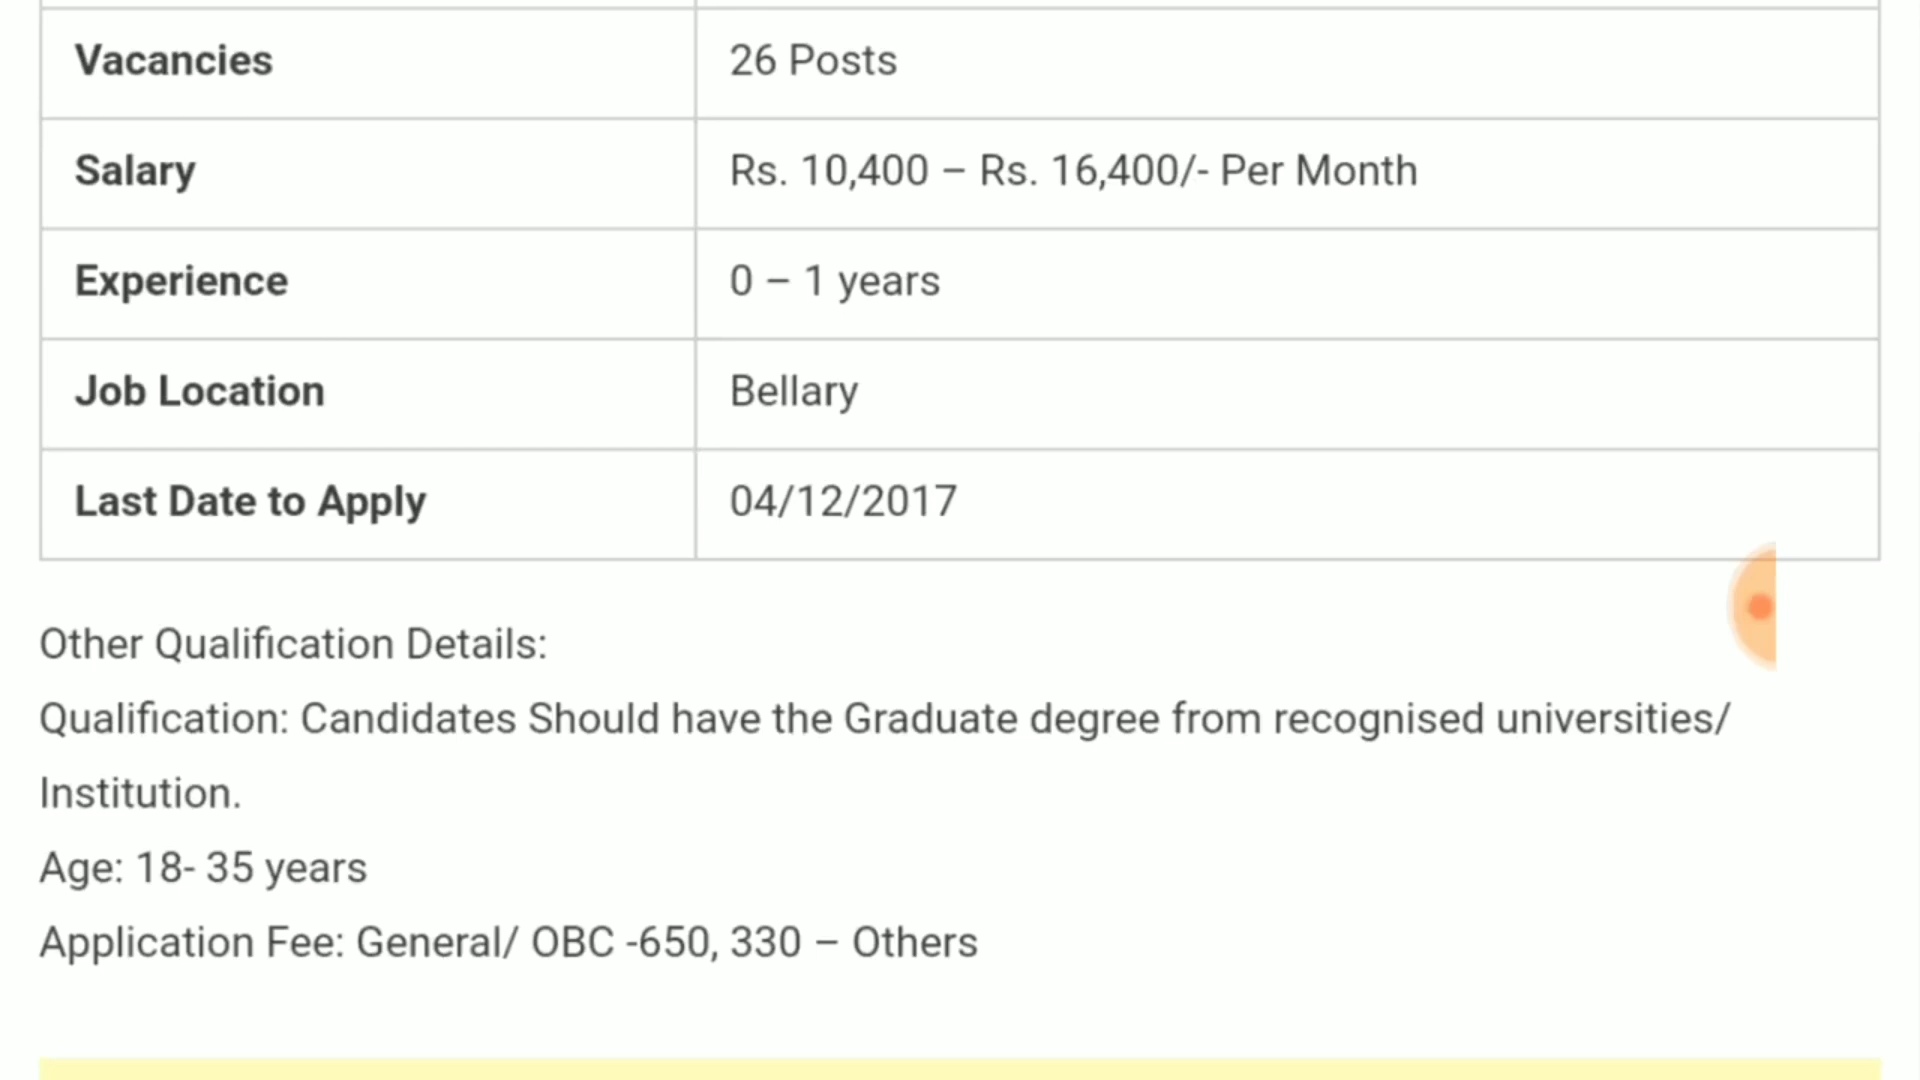 Vacancies 26 Posts
Salary Rs. 10,400 – Rs. 16,400/- Per Month
Experience 0 – 1 years
Job Location Bellary
Last Date to Apply 04/12/2017
Other Qualification Details:
Qualification: Candidates Should have the Graduate degree from recognised universities/
Institution.
Age: 18- 35 years
Application Fee: General/ OBC -650, 330 – Others